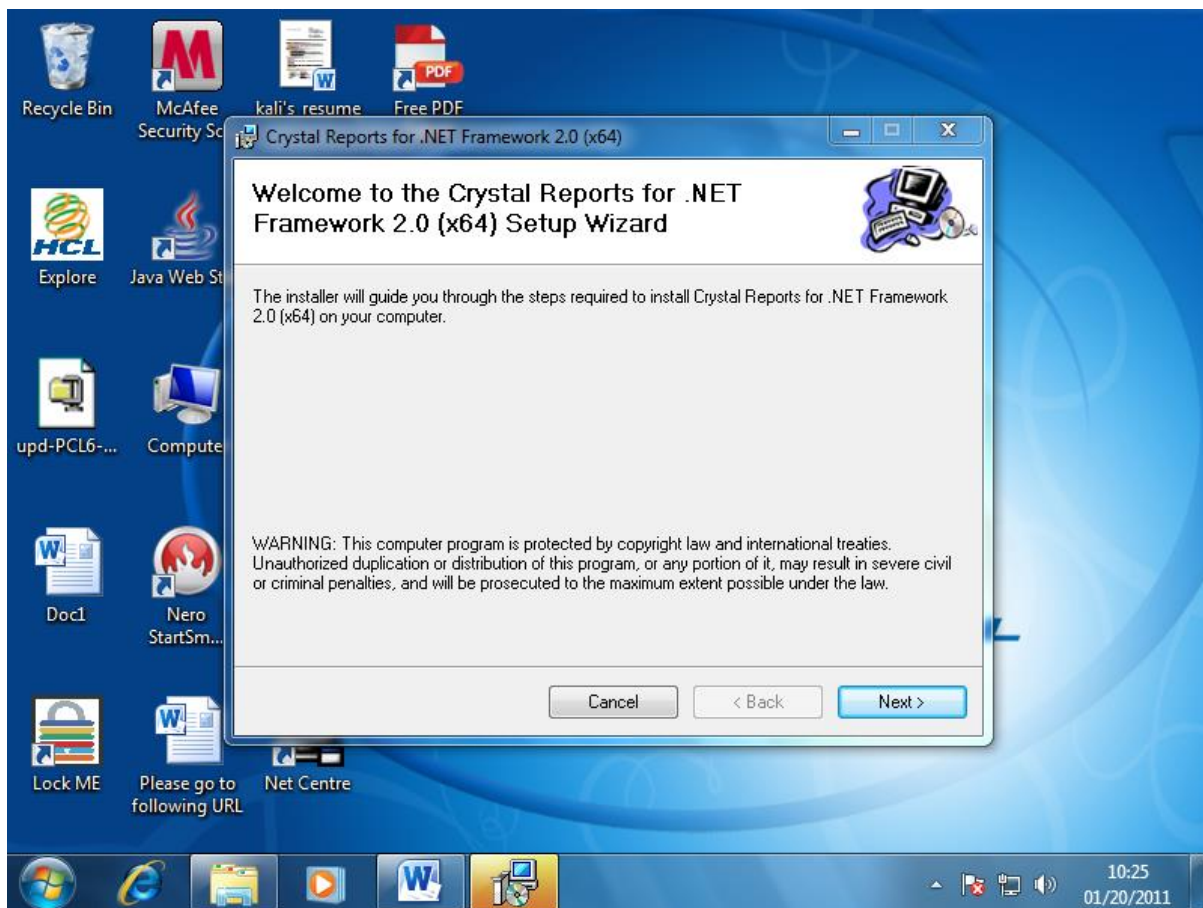 Recycle Bin
McAfee
Security Sc
kali's resume
PDF
Free PDF
Crystal Reports for .NET Framework 2.0 (x64)
Welcome to the Crystal Reports for .NET
Framework 2.0 (x64) Setup Wizard
The installer will guide you through the steps required to install Crystal Reports for .NET Framework
2.0 (x64) on your computer.
WARNING: This computer program is protected by copyright law and international treaties.
Unauthorized duplication or distribution of this program, or any portion of it, may result in severe civil
or criminal penalties, and will be prosecuted to the maximum extent possible under the law.
Cancel
< Back
Next >
HCL
Explore
Java Web St
upd-PCL6-...
Compute
Doc1
Nero
StartSm...
Lock ME
Please go to
following URL
Net Centre
10:25
01/20/2011